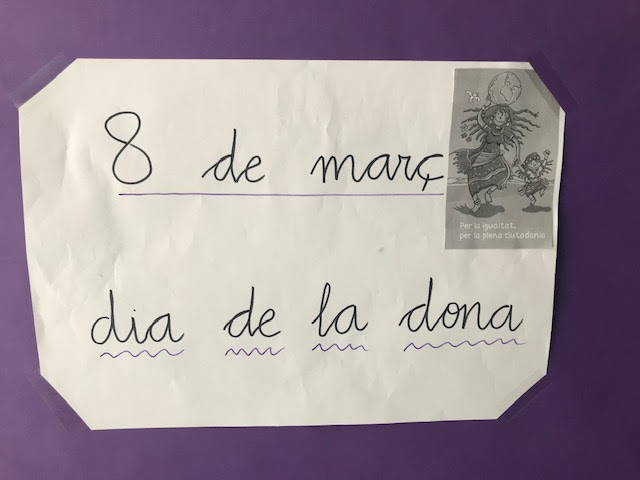 8 de març
Per la igualtat,
per la plena ciutadania
dia de la dona